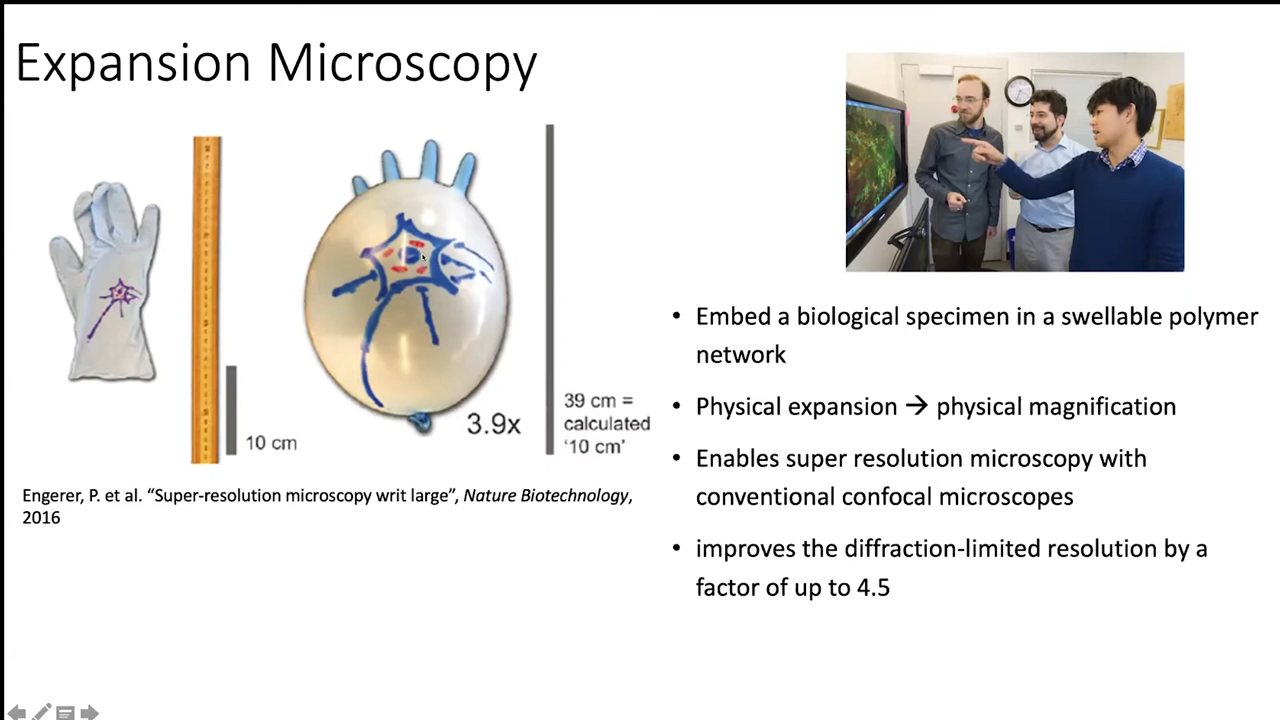 Expansion Microscopy
10 cm
3.9x
39 cm =
calculated
‘10 cm’
Engerer, P. et al. “Super-resolution microscopy writ large”, Nature Biotechnology,
2016
• Embed a biological specimen in a swellable polymer
network
• Physical expansion → physical magnification
• Enables super resolution microscopy with
conventional confocal microscopes
• improves the diffraction-limited resolution by a
factor of up to 4.5